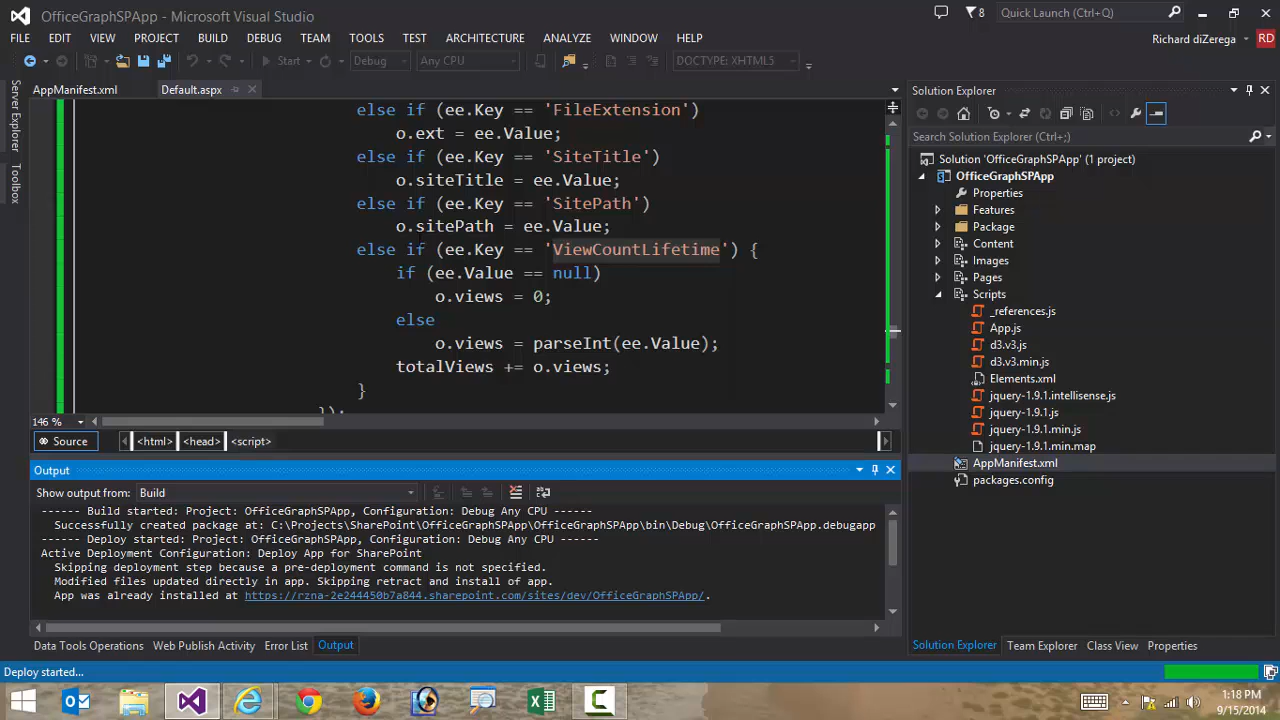 OfficeGraphSPApp - Microsoft Visual Studio
8
Quick Launch (Ctrl+Q)
FILE EDIT VIEW PROJECT BUILD DEBUG TEAM TOOLS TEST ARCHITECTURE ANALYZE WINDOW HELP
Richard diZerega
RD
Start
Debug
Any CPU
DOCTYPE: XHTML5
Server Explorer
Toolbox
AppManifest.xml
Default.aspx
else if (ee.Key == 'FileExtension')
o.ext = ee.Value;
else if (ee.Key == 'SiteTitle')
o.siteTitle = ee.Value;
else if (ee.Key == 'SitePath')
o.sitePath = ee.Value;
else if (ee.Key == 'ViewCountLifetime') {
if (ee.Value == null)
o.views = 0;
else
o.views = parseInt(ee.Value);
totalViews += o.views;
}
});
146 %
Source
<html> <head> <script>
Output
Show output from: Build
------ Build started: Project: OfficeGraphSPApp, Configuration: Debug Any CPU ------
Successfully created package at: C:\Projects\SharePoint\OfficeGraphSPApp\OfficeGraphSPApp\bin\Debug\OfficeGraphSPApp.debugapp
------ Deploy started: Project: OfficeGraphSPApp, Configuration: Debug Any CPU ------
Active Deployment Configuration: Deploy App for SharePoint
Skipping deployment step because a pre-deployment command is not specified.
Modified files updated directly in app. Skipping retract and install of app.
App was already installed at https://rzna-2e244450b7a844.sharepoint.com/sites/dev/OfficeGraphSPApp/.
Data Tools Operations Web Publish Activity Error List Output
Solution Explorer
Search Solution Explorer (Ctrl+;)
Solution 'OfficeGraphSPApp' (1 project)
OfficeGraphSPApp
Properties
Features
Package
Content
Images
Pages
Scripts
_references.js
App.js
d3.v3.js
d3.v3.min.js
Elements.xml
jquery-1.9.1.intellisense.js
jquery-1.9.1.js
jquery-1.9.1.min.js
jquery-1.9.1.min.map
AppManifest.xml
packages.config
Solution Explorer Team Explorer Class View Properties
Deploy started...
1:18 PM
9/15/2014